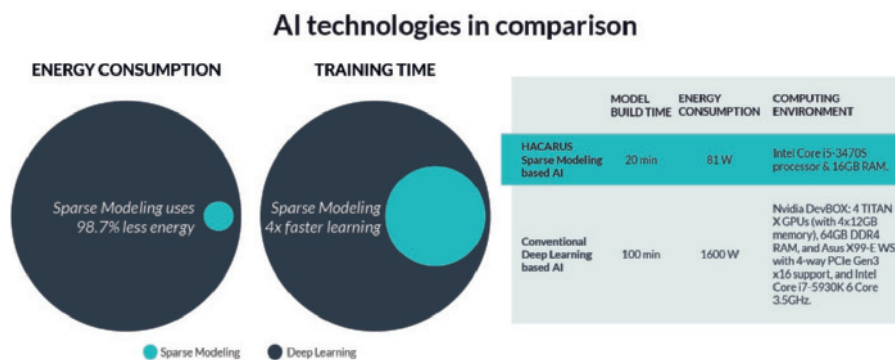 AI technologies in comparison
ENERGY CONSUMPTION
TRAINING TIME
Sparse Modeling uses
98.7% less energy
Sparse Modeling
4x faster learning
Sparse Modeling
Deep Learning
MODEL
BUILD TIME
ENERGY
CONSUMPTION
COMPUTING
ENVIRONMENT
HACARUS
Sparse Modeling
based AI
20 min
81 W
Intel Core i5-3470S
processor & 16GB RAM.
Conventional
Deep Learning
based AI
100 min
1600 W
Nvidia DevBOX: 4 TITAN
X GPUs (with 4x12GB
memory), 64GB DDR4
RAM, and Asus X99-E WS
with 4-way PCIe Gen3
x16 support, and Intel
Core i7-5930K 6 Core
3.5GHz.